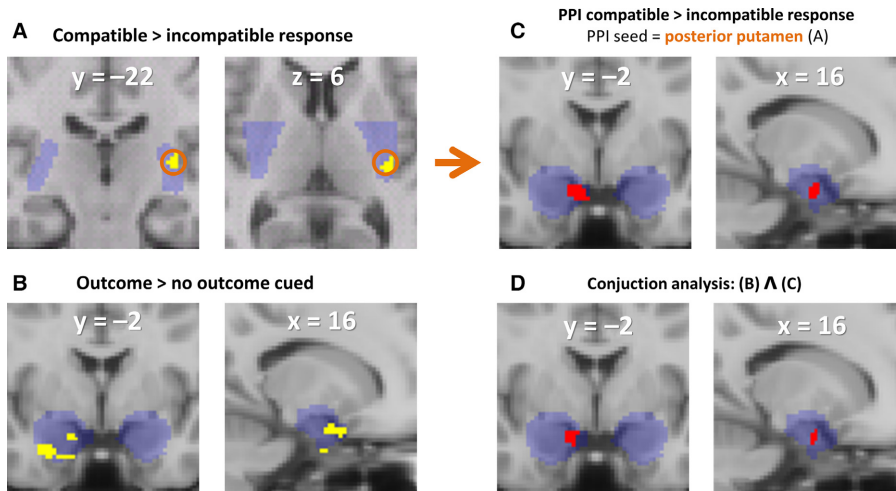 A
Compatible > incompatible response
y = –22
z = 6
B
Outcome > no outcome cued
y = –2
x = 16
C
PPI compatible > incompatible response
PPI seed = posterior putamen (A)
y = –2
x = 16
D
Conjuction analysis: (B) Λ (C)
y = –2
x = 16